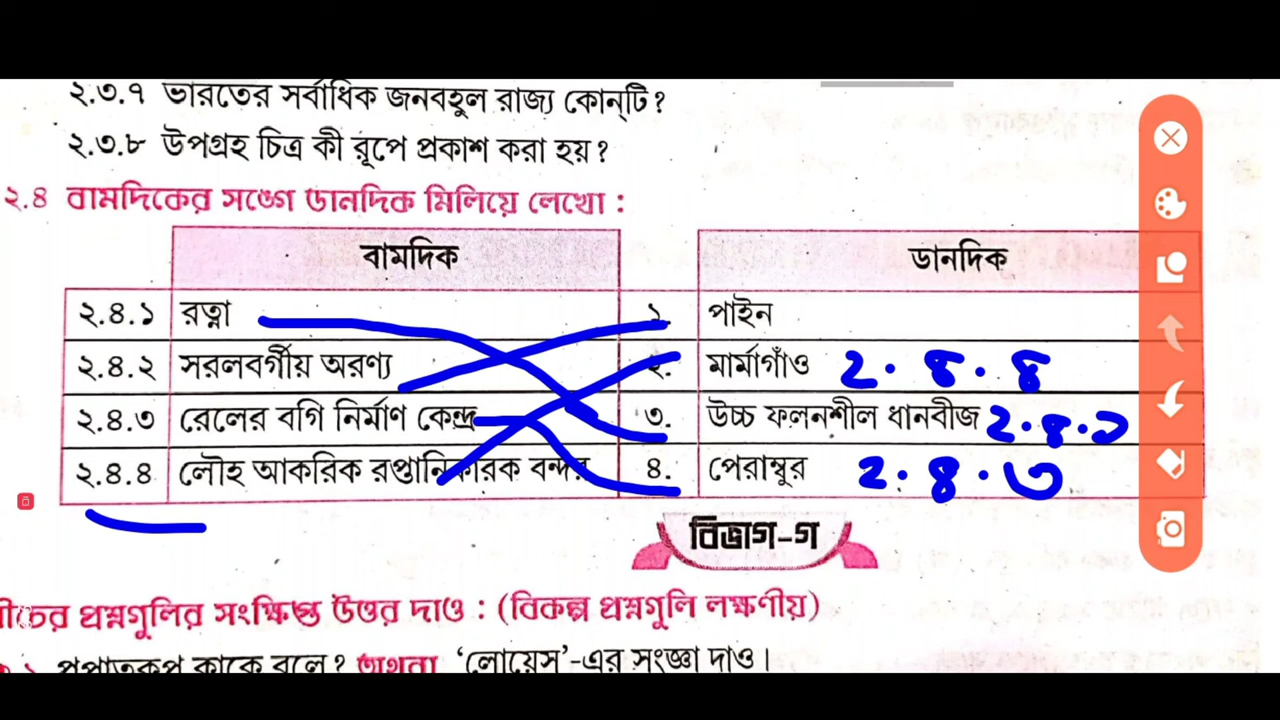 ২.৩.৭ ভারতের সর্বাধিক জনবহুল রাজ্য কোন্‌টি?
২.৩.৮ উপগ্রহ চিত্র কী রূপে প্রকাশ করা হয়?
২.৪ বামদিকের সঙ্গে ডানদিক মিলিয়ে লেখো :
বামদিক ডানদিক
২.৪.১ রত্না ১. পাইন
২.৪.২ সরলবর্গীয় অরণ্য ২. মার্মাগাঁও ২.৪.৪
২.৪.৩ রেলের বগি নির্মাণ কেন্দ্র ৩. উচ্চ ফলনশীল ধানবীজ ২.৪.১
২.৪.৪ লৌহ আকরিক রপ্তানিকারক বন্দর ৪. পেরাম্বুর ২.৪.৩
বিভাগ-গ
নীচের প্রশ্নগুলির সংক্ষিপ্ত উত্তর দাও : (বিকল্প প্রশ্নগুলি লক্ষণীয়)
প্রপাতকূপ কাকে বলে? অথবা 'লোয়েস'-এর সংজ্ঞা দাও।